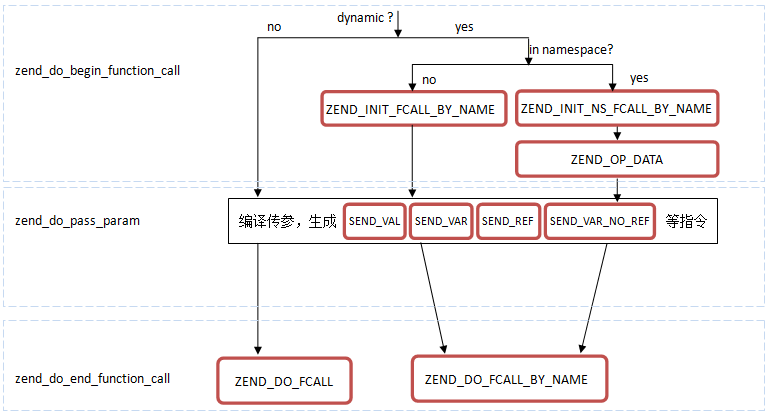 dynamic ?
no
yes
in namespace?
zend_do_begin_function_call
no
yes
ZEND_INIT_FCALL_BY_NAME
ZEND_INIT_NS_FCALL_BY_NAME
ZEND_OP_DATA
zend_do_pass_param
编译传参，生成 SEND_VAL SEND_VAR SEND_REF SEND_VAR_NO_REF 等指令
zend_do_end_function_call
ZEND_DO_FCALL
ZEND_DO_FCALL_BY_NAME